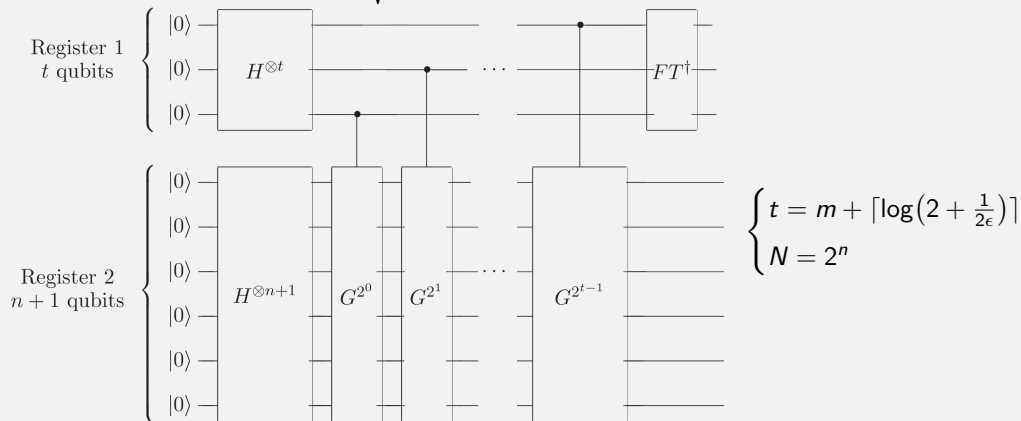 Register 1
t qubits
|0⟩
|0⟩
|0⟩
H^{⊗t}
···
FT†
Register 2
n + 1 qubits
|0⟩
|0⟩
|0⟩
|0⟩
|0⟩
|0⟩
H^{⊗n+1}
G^{2^0}
G^{2^1}
···
G^{2^{t−1}}
t = m + ⌈log(2 + \frac{1}{2ϵ})⌉
N = 2^n